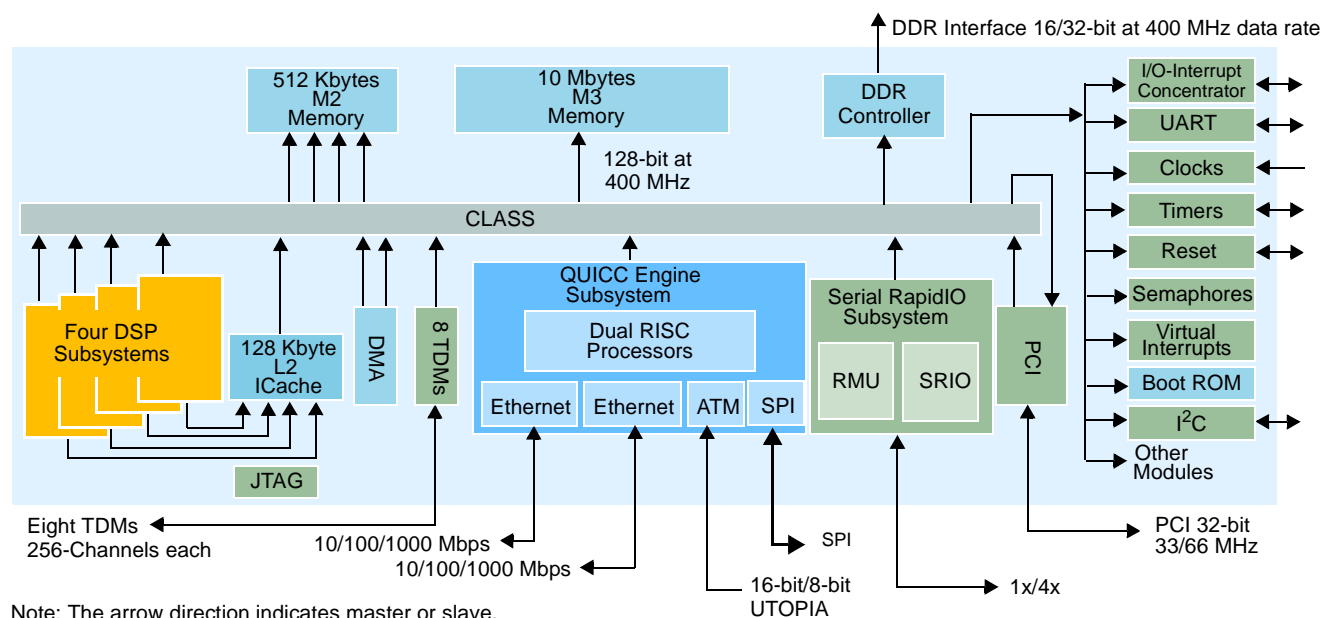 DDR Interface 16/32-bit at 400 MHz data rate
512 Kbytes
M2
Memory
10 Mbytes
M3
Memory
DDR
Controller
I/O-Interrupt
Concentrator
UART
128-bit at
400 MHz
Clocks
CLASS
Timers
Reset
QUICC Engine
Subsystem
Serial RapidIO
Subsystem
Semaphores
Four DSP
Subsystems
128 Kbyte
L2
ICache
DMA
8 TDMs
Dual RISC
Processors
PCI
Virtual
Interrupts
RMU
SRIO
Boot ROM
Ethernet
Ethernet
ATM
SPI
I²C
Other
Modules
JTAG
Eight TDMs
256-Channels each
10/100/1000 Mbps
10/100/1000 Mbps
SPI
PCI 32-bit
33/66 MHz
16-bit/8-bit
UTOPIA
1x/4x
Note: The arrow direction indicates master or slave.